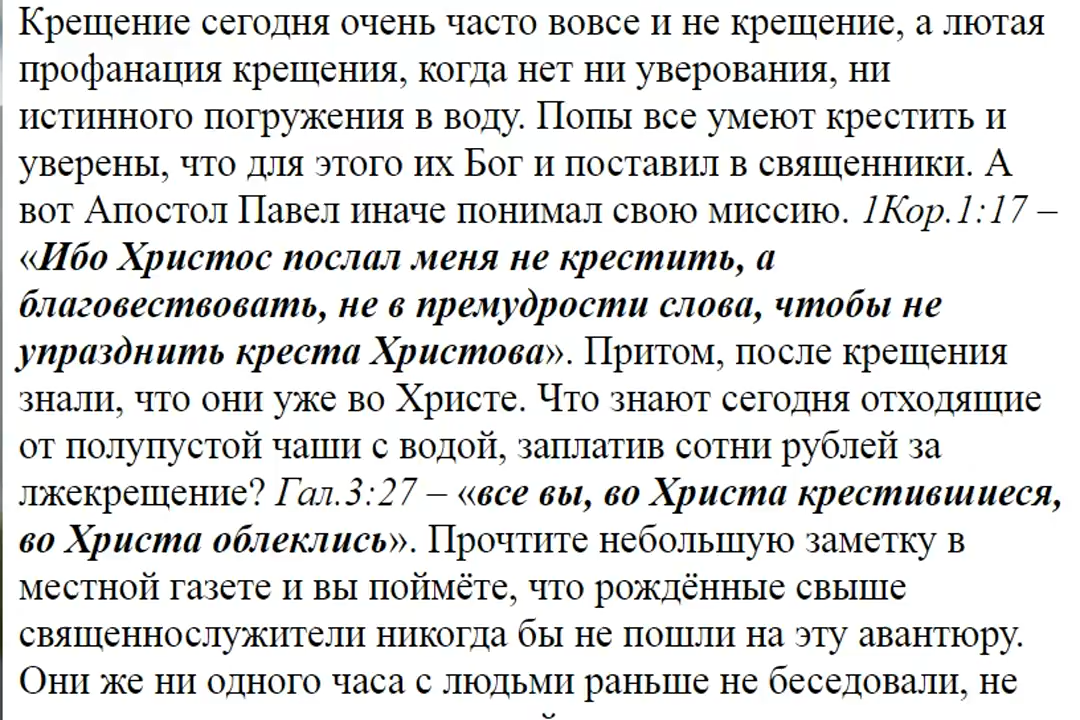 Крещение сегодня очень часто вовсе и не крещение, а лютая
профанация крещения, когда нет ни уверования, ни
истинного погружения в воду. Попы все умеют крестить и
уверены, что для этого их Бог и поставил в священники. А
вот Апостол Павел иначе понимал свою миссию. 1Кор.1:17 –
«Ибо Христос послал меня не крестить, а
благовествовать, не в премудрости слова, чтобы не
упразднить креста Христова». Притом, после крещения
знали, что они уже во Христе. Что знают сегодня отходящие
от полупустой чаши с водой, заплатив сотни рублей за
лжекрещение? Гал.3:27 – «все вы, во Христа крестившиеся,
во Христа облеклись». Прочтите небольшую заметку в
местной газете и вы поймёте, что рождённые свыше
священнослужители никогда бы не пошли на эту авантюру.
Они же ни одного часа с людьми раньше не беседовали, не